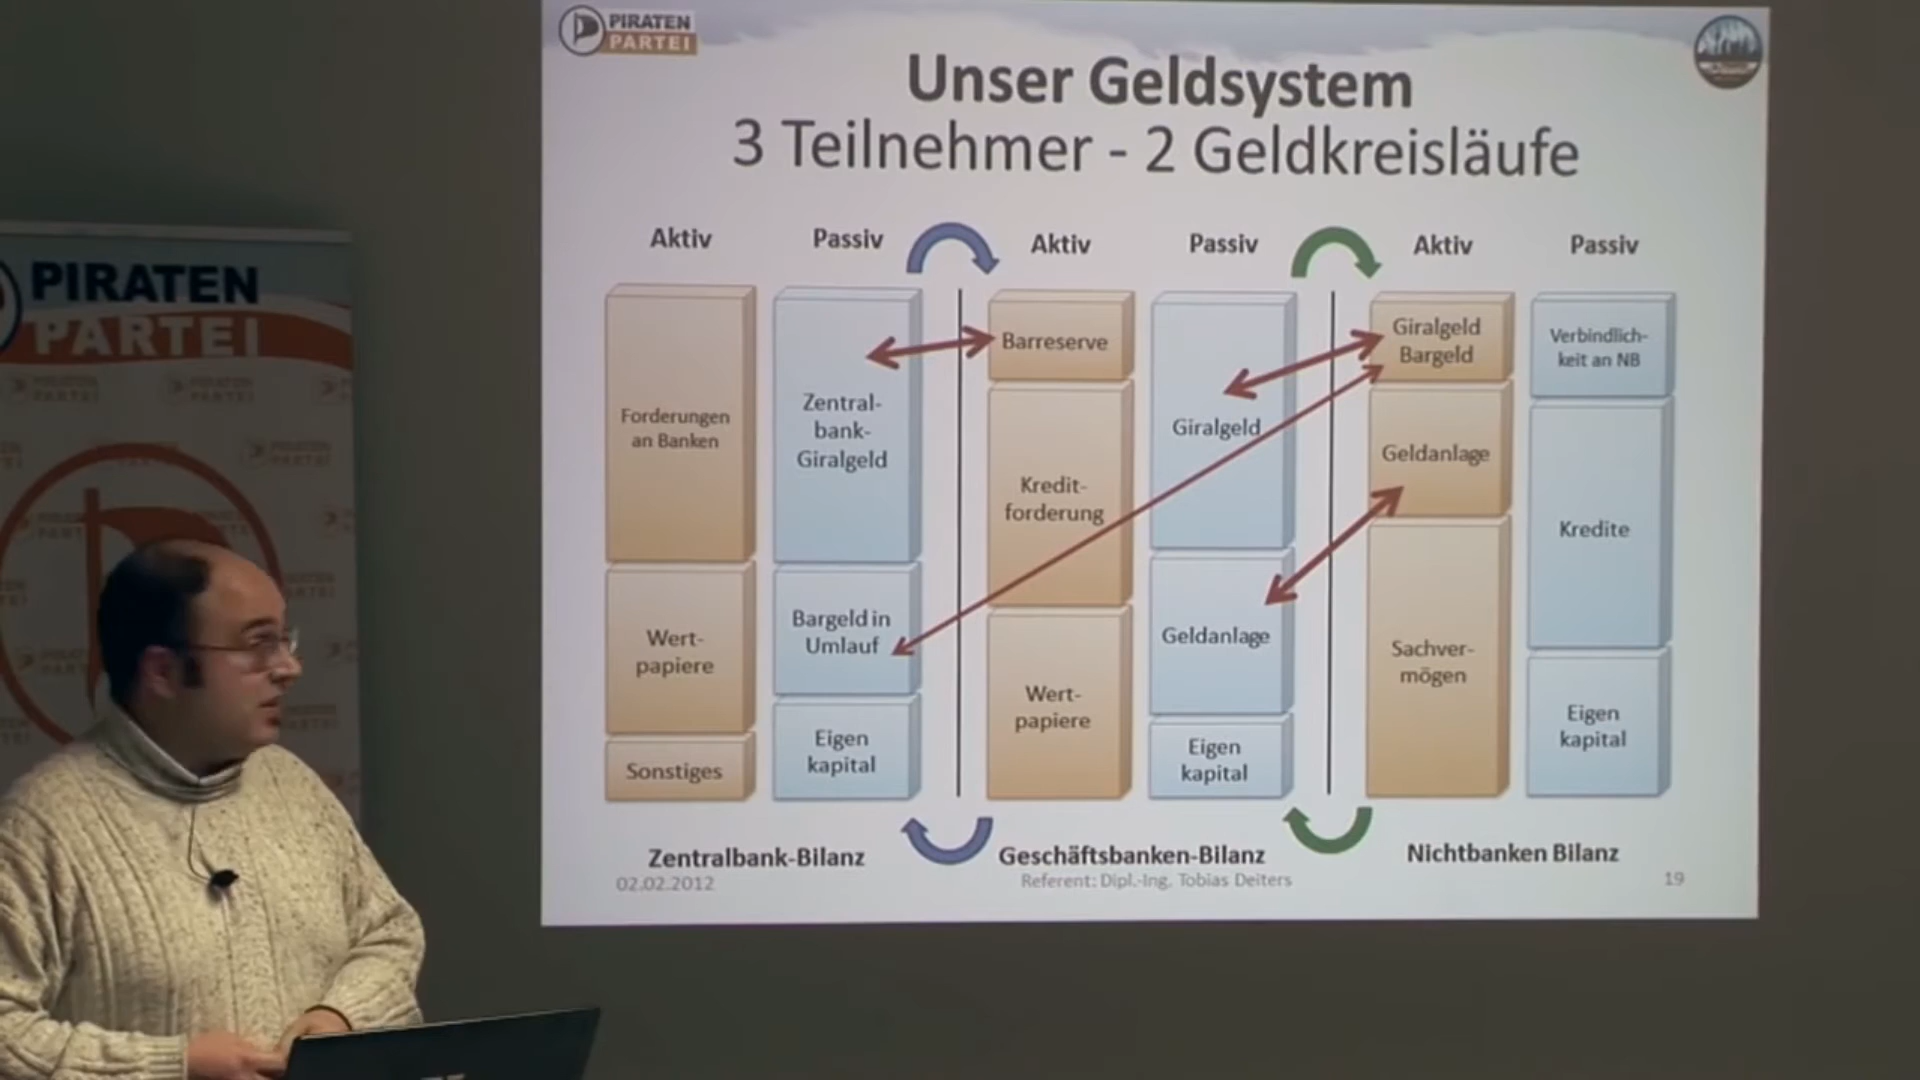 PIRATEN
PARTEI
Unser Geldsystem
3 Teilnehmer - 2 Geldkreisläufe
Aktiv
Passiv
Aktiv
Passiv
Aktiv
Passiv
Forderungen
an Banken
Wert-
papiere
Sonstiges
Zentral-
bank-
Giralgeld
Bargeld in
Umlauf
Eigen
kapital
Barreserve
Kredit-
forderung
Wert-
papiere
Giralgeld
Geldanlage
Eigen
kapital
Giralgeld
Bargeld
Geldanlage
Sachver-
mögen
Verbindlich-
keit an NB
Kredite
Eigen
kapital
Zentralbank-Bilanz
Geschäftsbanken-Bilanz
Nichtbanken Bilanz
02.02.2012
Referent: Dipl.-Ing. Tobias Deiters
19
PIRATEN
PARTEI